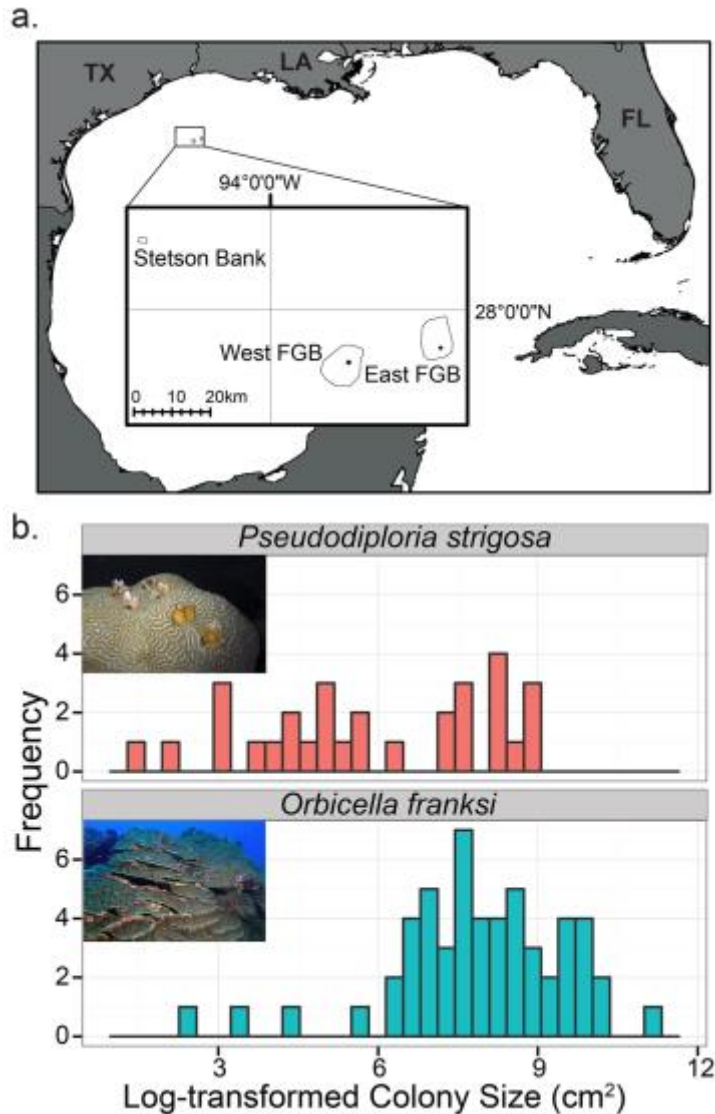 a.
TX
LA
FL
94°0'0"W
Stetson Bank
28°0'0"N
West FGB
East FGB
0 10 20km
b.
Pseudodiploria strigosa
6
4
2
0
Frequency
Orbicella franksi
6
4
2
0
3 6 9 12
Log-transformed Colony Size (cm²)